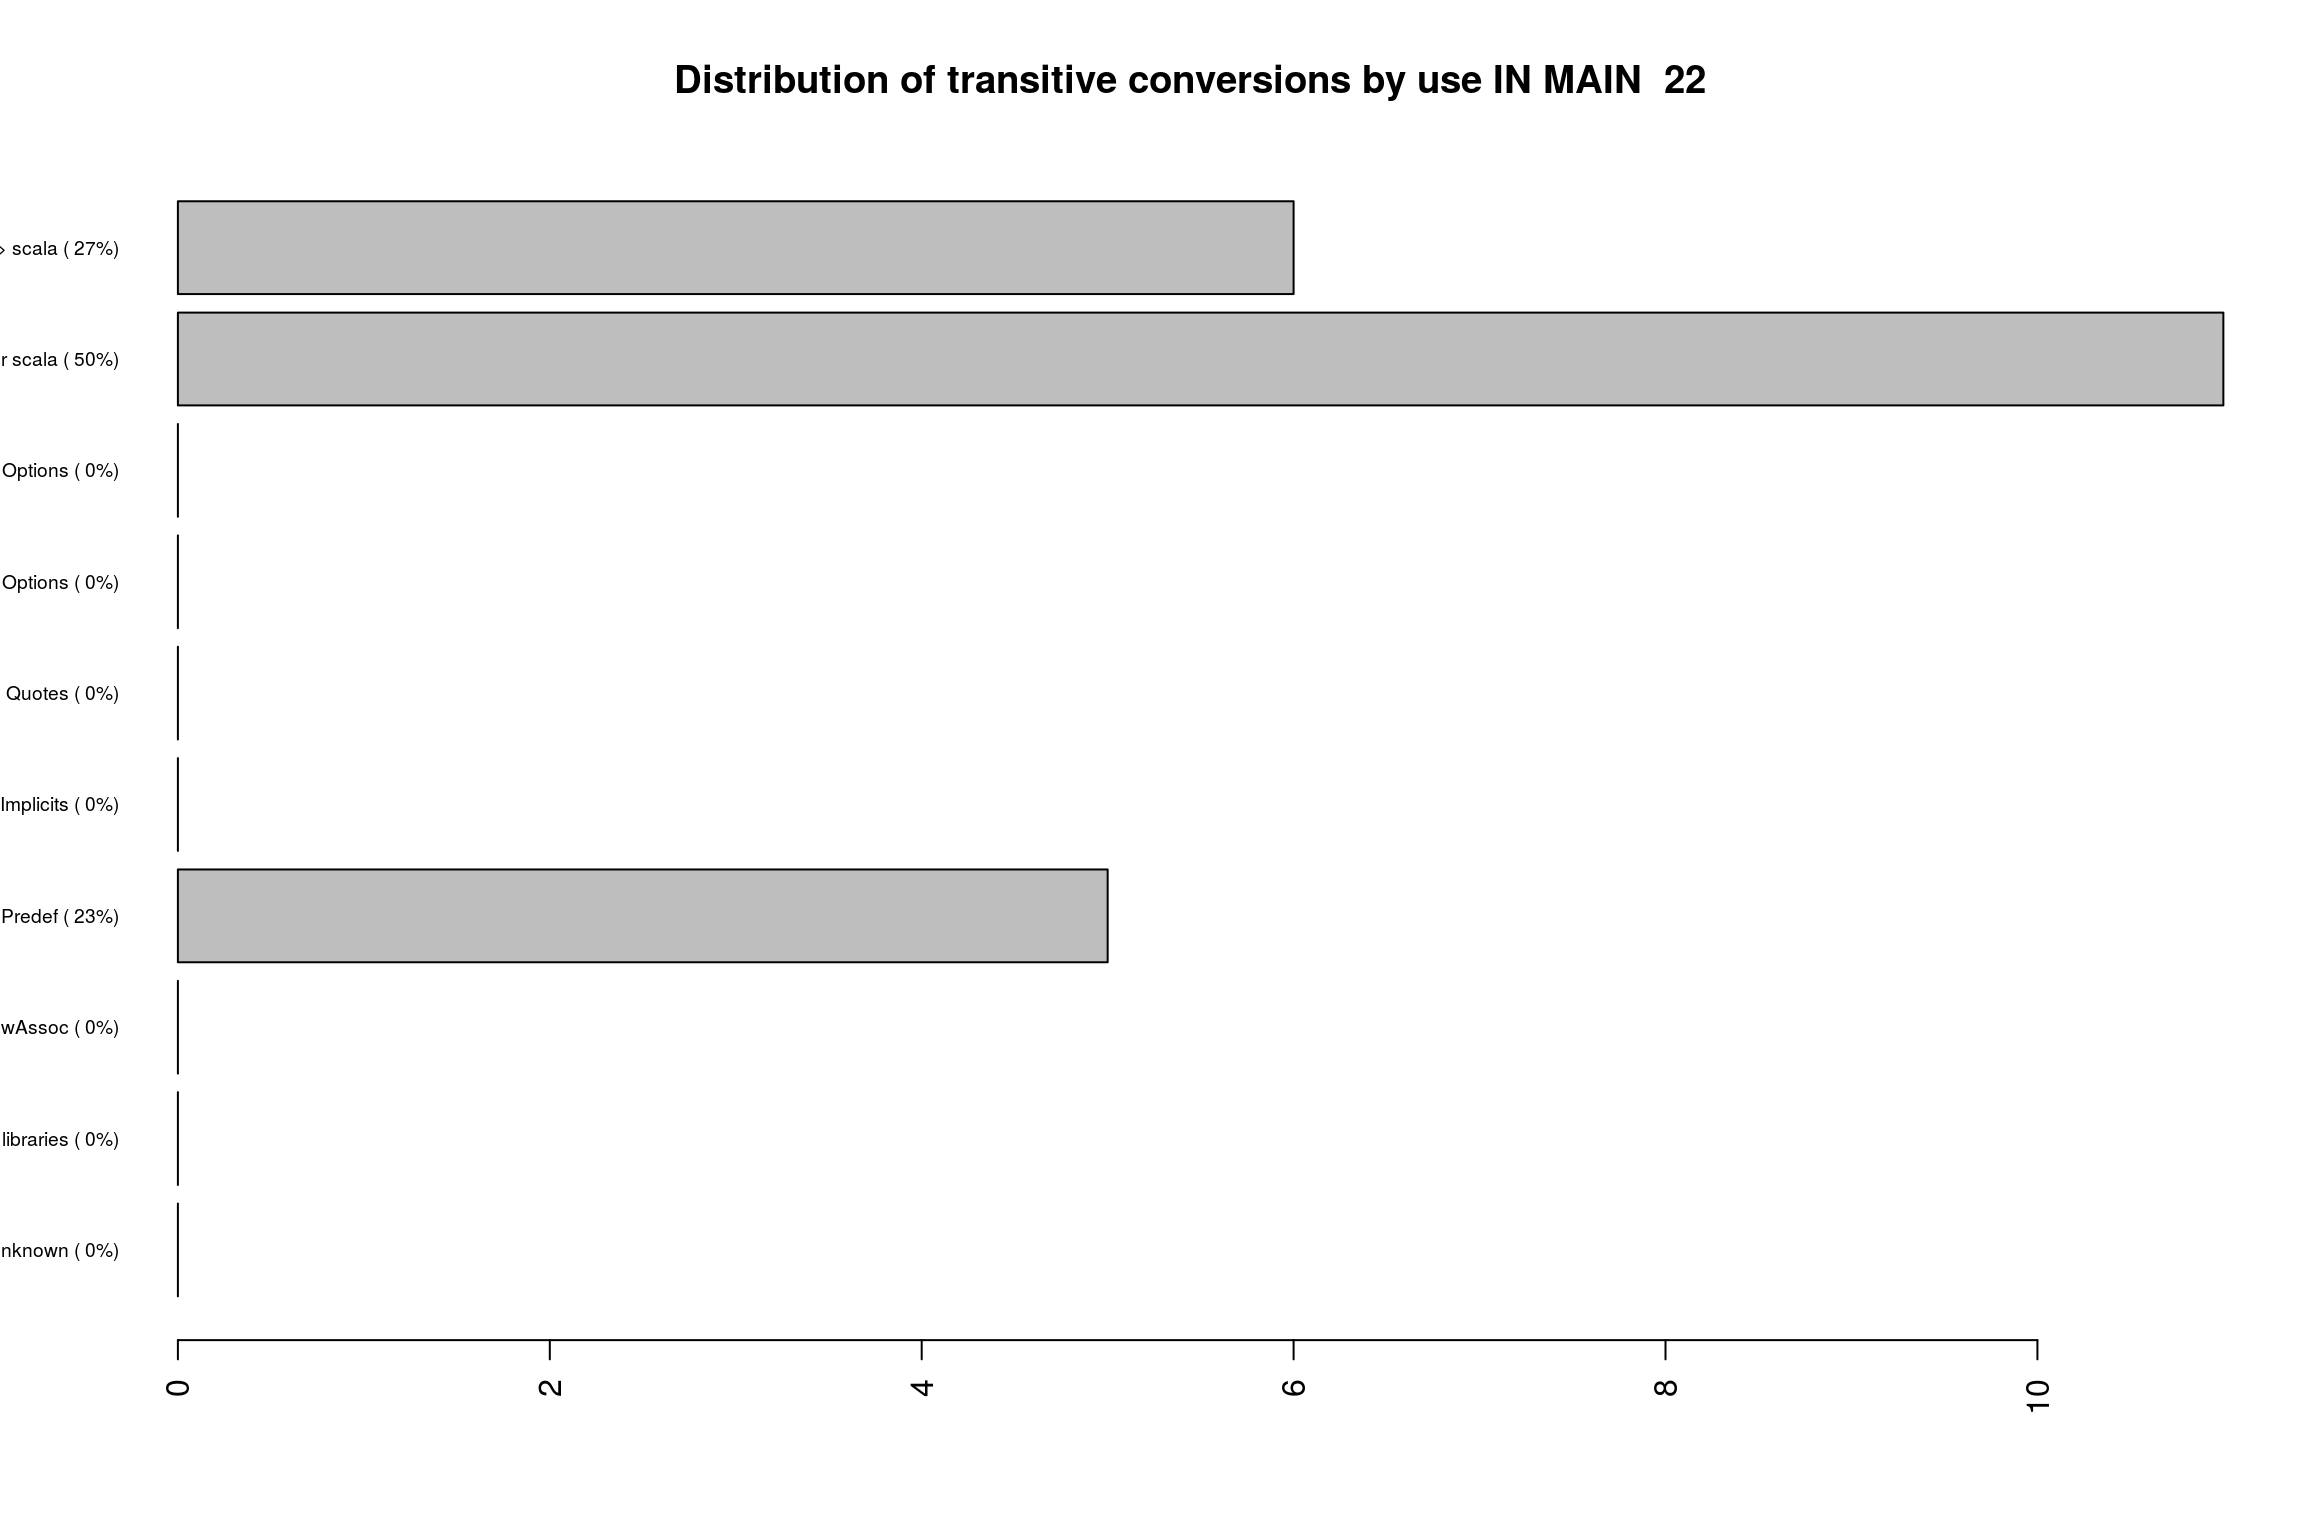 Distribution of transitive conversions by use IN MAIN  22
> scala ( 27%)
r scala ( 50%)
Options ( 0%)
Options ( 0%)
Quotes ( 0%)
Implicits ( 0%)
Predef ( 23%)
wAssoc ( 0%)
libraries ( 0%)
nknown ( 0%)
0 2 4 6 8 10